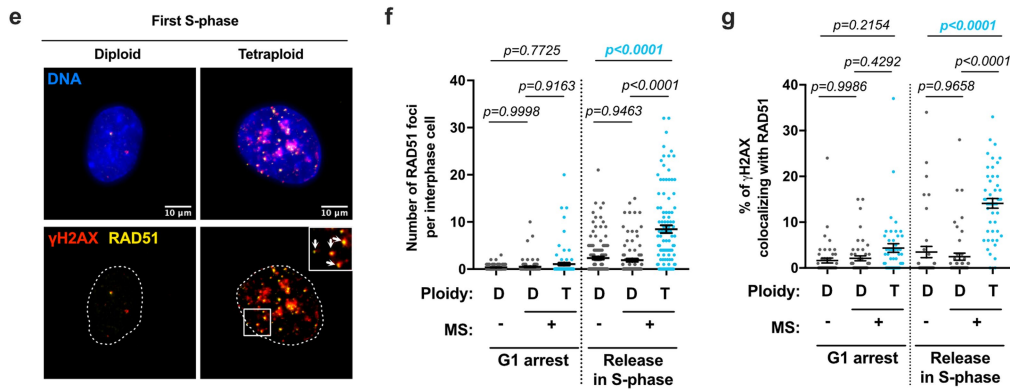 e
First S-phase
Diploid
Tetraploid
DNA
10 µm
10 µm
γH2AX RAD51
f
p<0.0001
p=0.7725
p=0.9163
p<0.0001
p=0.9998
p=0.9463
Number of RAD51 foci
per interphase cell
40
30
20
10
0
Ploidy: D D T D D T
MS: - + - +
G1 arrest
Release
in S-phase
g
p=0.2154
p<0.0001
p=0.4292
p<0.0001
p=0.9986
p=0.9658
% of γH2AX
colocalizing with RAD51
40
30
20
10
0
Ploidy: D D T D D T
MS: - + - +
G1 arrest
Release
in S-phase